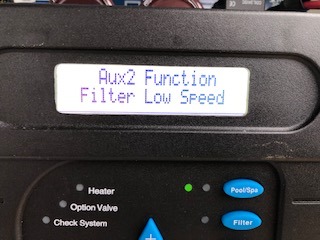 Aux2 Function
Filter Low Speed
Heater
Pool/Spa
Option Valve
Check System
Filter